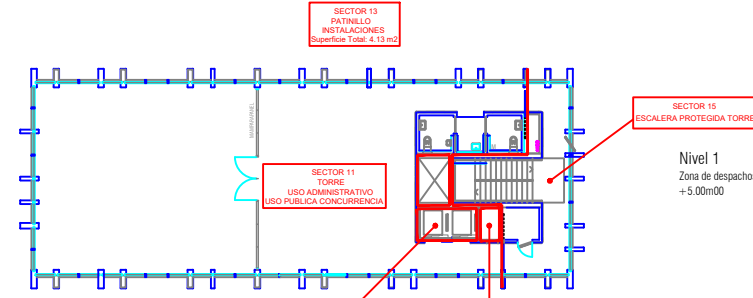 SECTOR 13
PATINILLO
INSTALACIONES
Superficie Total: 4.13 m2
SECTOR 15
ESCALERA PROTEGIDA TORRE
SECTOR 11
TORRE
USO ADMINISTRATIVO
USO PUBLICA CONCURRENCIA
Nivel 1
Zona de despachos
+5.00m00